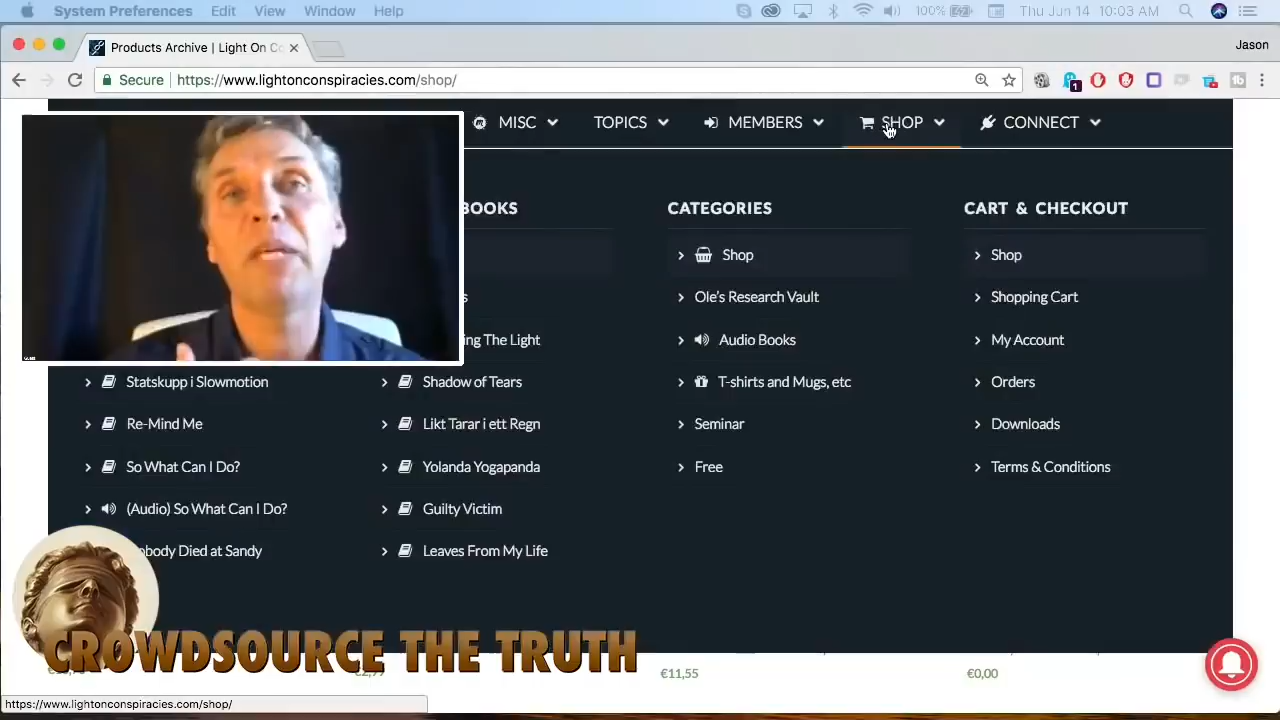 System Preferences Edit View Window Help 100% Thu Jun 14 10:03 AM
Products Archive | Light On Co Jason
Secure https://www.lightonconspiracies.com/shop/ 1
MISC TOPICS MEMBERS SHOP CONNECT
BOOKS CATEGORIES CART & CHECKOUT
Shop Shop
s Ole's Research Vault Shopping Cart
ing The Light Audio Books My Account
Statskupp i Slowmotion Shadow of Tears T-shirts and Mugs, etc Orders
Re-Mind Me Likt Tarar i ett Regn Seminar Downloads
So What Can I Do? Yolanda Yogapanda Free Terms & Conditions
(Audio) So What Can I Do? Guilty Victim
obody Died at Sandy Leaves From My Life
CROWDSOURCE THE TRUTH
€11,55 €0,00
https://www.lightonconspiracies.com/shop/